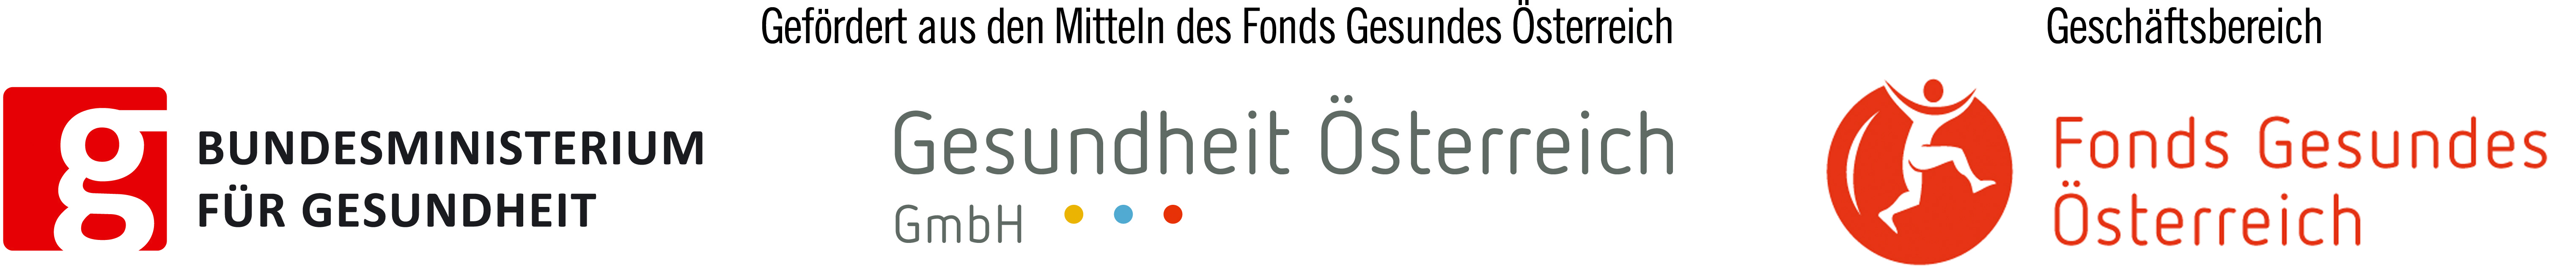 Gefördert aus den Mitteln des Fonds Gesundes Österreich
Geschäftsbereich
g
BUNDESMINISTERIUM
FÜR GESUNDHEIT
Gesundheit Österreich
GmbH
Fonds Gesundes
Österreich